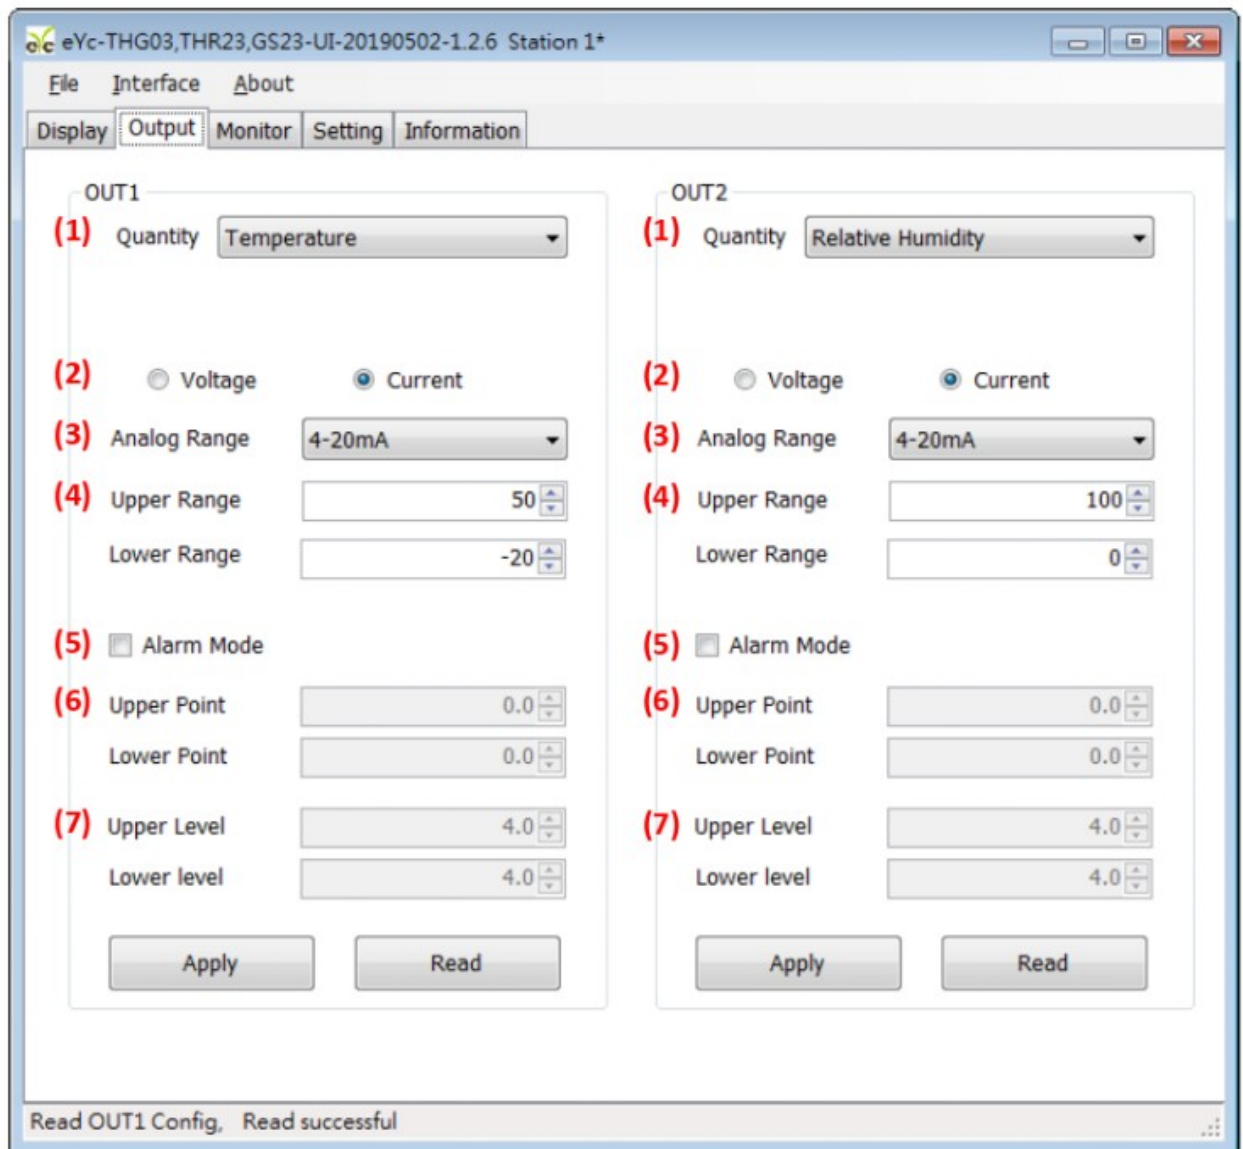 eYc-THG03,THR23,GS23-UI-20190502-1.2.6 Station 1*
File Interface About
Display Output Monitor Setting Information
OUT1
(1) Quantity Temperature
(2) Voltage Current
(3) Analog Range 4-20mA
(4) Upper Range 50
Lower Range -20
(5) Alarm Mode
(6) Upper Point 0.0
Lower Point 0.0
(7) Upper Level 4.0
Lower level 4.0
Apply Read
OUT2
(1) Quantity Relative Humidity
(2) Voltage Current
(3) Analog Range 4-20mA
(4) Upper Range 100
Lower Range 0
(5) Alarm Mode
(6) Upper Point 0.0
Lower Point 0.0
(7) Upper Level 4.0
Lower level 4.0
Apply Read
Read OUT1 Config, Read successful